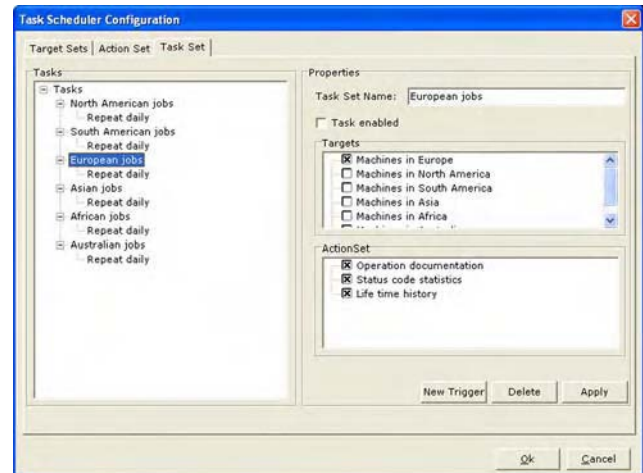 Task Scheduler Configuration
Target Sets
Action Set
Task Set
Tasks
Tasks
North American jobs
Repeat daily
South American jobs
Repeat daily
European jobs
Repeat daily
Asian jobs
Repeat daily
African jobs
Repeat daily
Australian jobs
Repeat daily
Properties
Task Set Name: European jobs
Task enabled
Targets
Machines in Europe
Machines in North America
Machines in South America
Machines in Asia
Machines in Africa
ActionSet
Operation documentation
Status code statistics
Life time history
New Trigger
Delete
Apply
Ok
Cancel